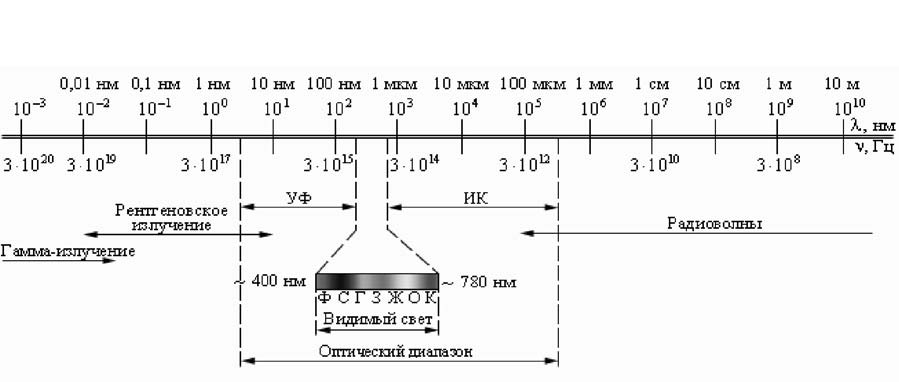 0,01 нм 0,1 нм 1 нм 10 нм 100 нм 1 мкм 10 мкм 100 мкм 1 мм 1 см 10 см 1 м 10 м
10⁻³ 10⁻² 10⁻¹ 10⁰ 10¹ 10² 10³ 10⁴ 10⁵ 10⁶ 10⁷ 10⁸ 10⁹ 10¹⁰
λ, нм
ν, Гц
3·10²⁰ 3·10¹⁹ 3·10¹⁷ 3·10¹⁵ 3·10¹⁴ 3·10¹² 3·10¹⁰ 3·10⁸
УФ ИК
Рентгеновское
излучение
Радиоволны
Гамма-излучение
~ 400 нм ~ 780 нм
Ф С Г З Ж О К
Видимый свет
Оптический диапазон